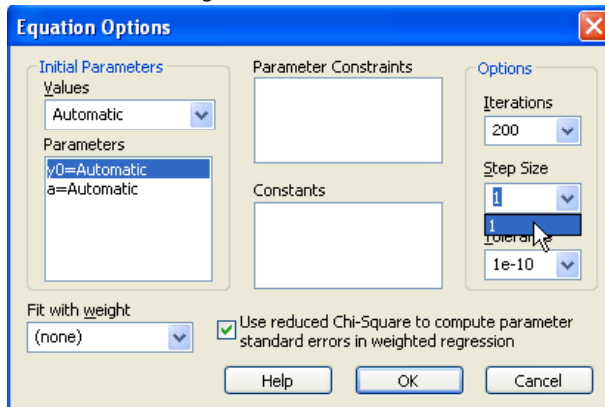 Equation Options
Initial Parameters
Values
Automatic
Parameters
y0=Automatic
a=Automatic
Parameter Constraints
Constants
Options
Iterations
200
Step Size
1
1
Tolerance
1e-10
Fit with weight
(none)
Use reduced Chi-Square to compute parameter
standard errors in weighted regression
Help
OK
Cancel